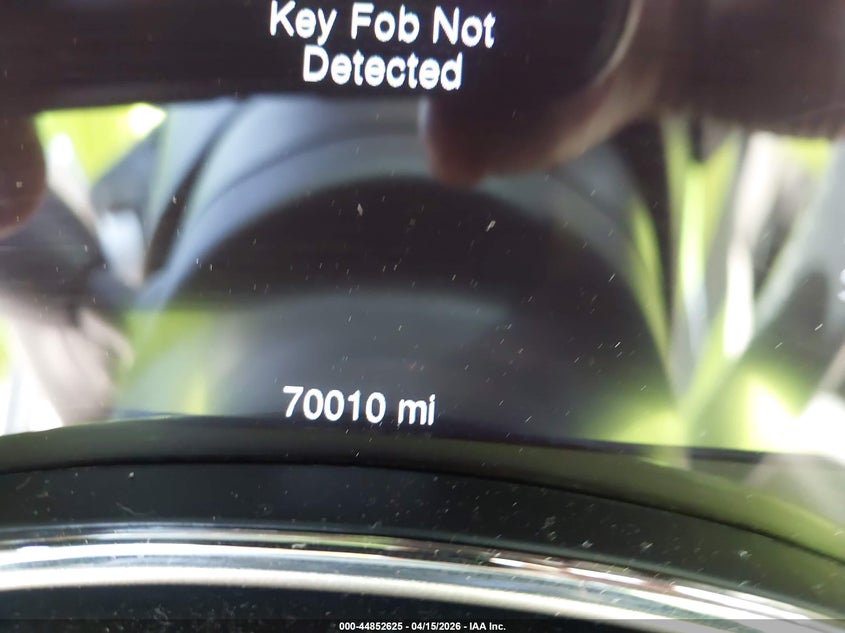 Key Fob Not
Detected
70010 mi
000-44852625 - 04/15/2026 - IAA Inc.